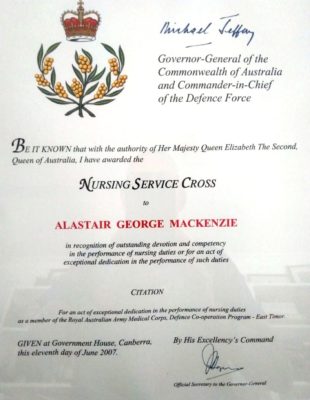 Michael Jeffery
Governor-General of the
Commonwealth of Australia
and Commander-in-Chief
of the Defence Force
BE IT KNOWN that with the authority of Her Majesty Queen Elizabeth The Second,
Queen of Australia, I have awarded the
NURSING SERVICE CROSS
to
ALASTAIR GEORGE MACKENZIE
in recognition of outstanding devotion and competency
in the performance of nursing duties or for an act of
exceptional dedication in the performance of such duties
CITATION
For an act of exceptional dedication in the performance of nursing duties
as a member of the Royal Australian Army Medical Corps, Defence Co-operation Program - East Timor.
GIVEN at Government House, Canberra,
this eleventh day of June 2007.
By His Excellency's Command
Official Secretary to the Governor-General